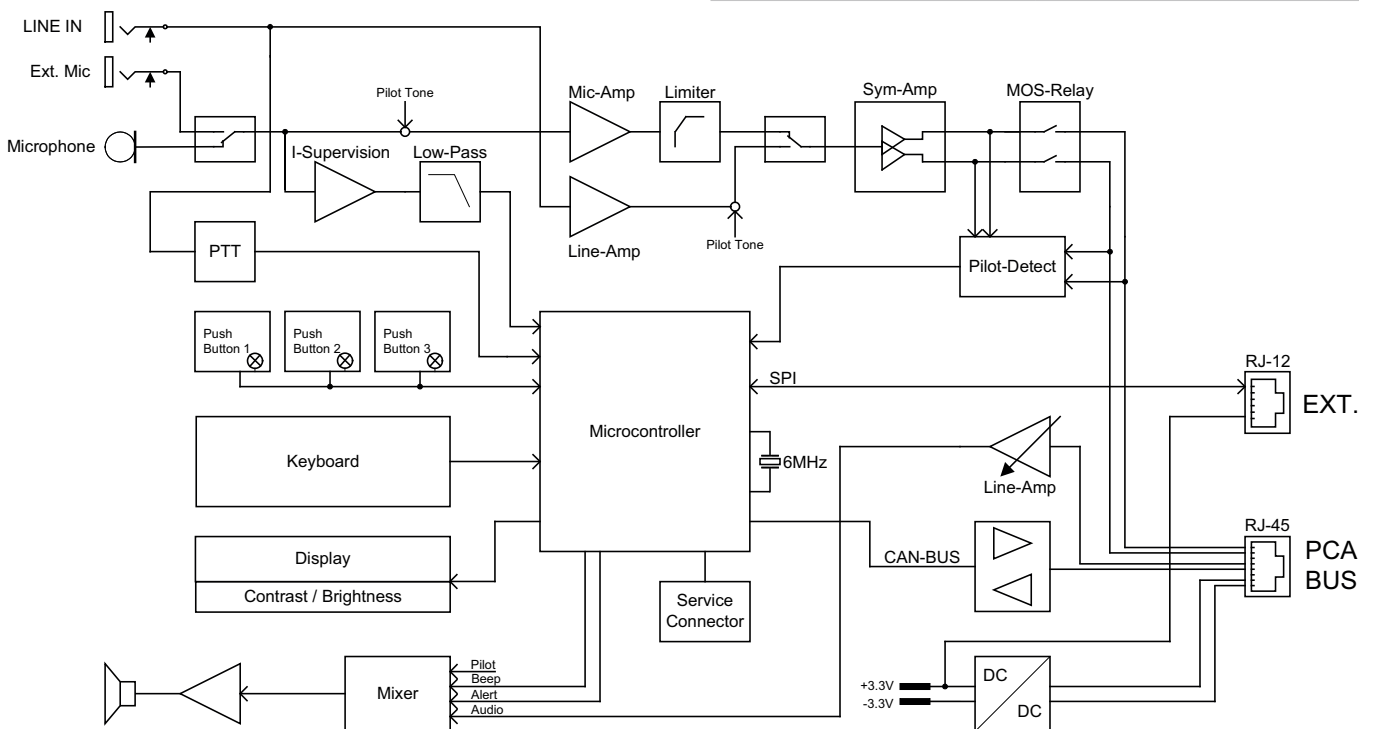 LINE IN
Ext. Mic
Microphone
Pilot Tone
Mic-Amp
Limiter
Sym-Amp
MOS-Relay
I-Supervision
Low-Pass
PTT
Line-Amp
Pilot Tone
Pilot-Detect
Push
Button 1
Push
Button 2
Push
Button 3
SPI
RJ-12
EXT.
Microcontroller
Keyboard
6MHz
Line-Amp
Display
Contrast / Brightness
CAN-BUS
RJ-45
PCA
BUS
Service
Connector
Mixer
Pilot
Beep
Alert
Audio
+3.3V
-3.3V
DC
DC